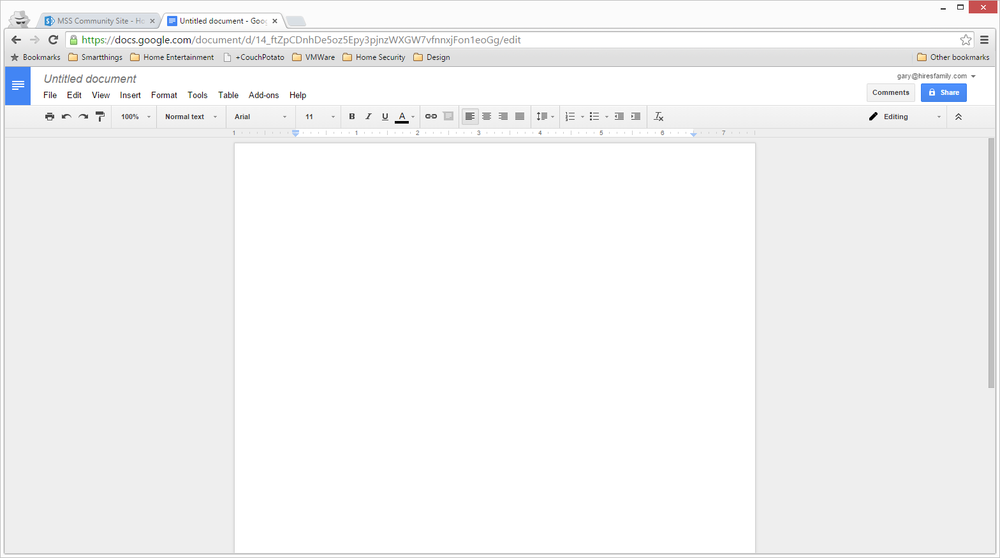 MSS Community Site - Ho
Untitled document - Goog
https://docs.google.com/document/d/14_ftZpCDnhDe5oz5Epy3pjnzWXGW7vfnnxjFon1eoGg/edit
Bookmarks Smartthings Home Entertainment +CouchPotato VMWare Home Security Design Other bookmarks
Untitled document
gary@hiresfamily.com
File Edit View Insert Format Tools Table Add-ons Help
Comments Share
100% Normal text Arial 11 B I U A Editing
1 1 2 3 4 5 6 7